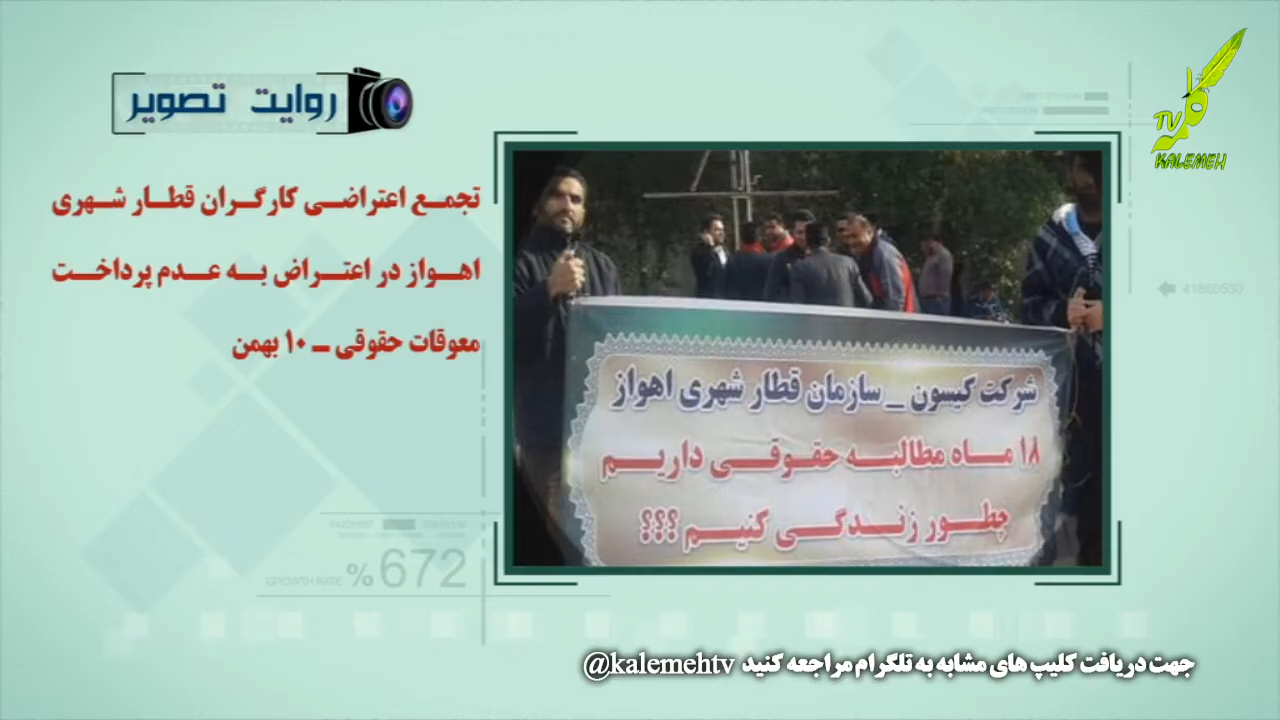 روایت تصویر
تجمع اعتراضی کارگران قطار شهری
اهواز در اعتراض به عدم پرداخت
معوقات حقوقی _ ۱۰ بهمن
شرکت کیسون _ سازمان قطار شهری اهواز
۱۸ ماه مطالبه حقوقی داریم
چطور زندگی کنیم ؟؟؟
TV
KALEMEH
41860530
GROWTH RATE %672
جهت دریافت کلیپ های مشابه به تلگرام مراجعه کنید @kalemehtv